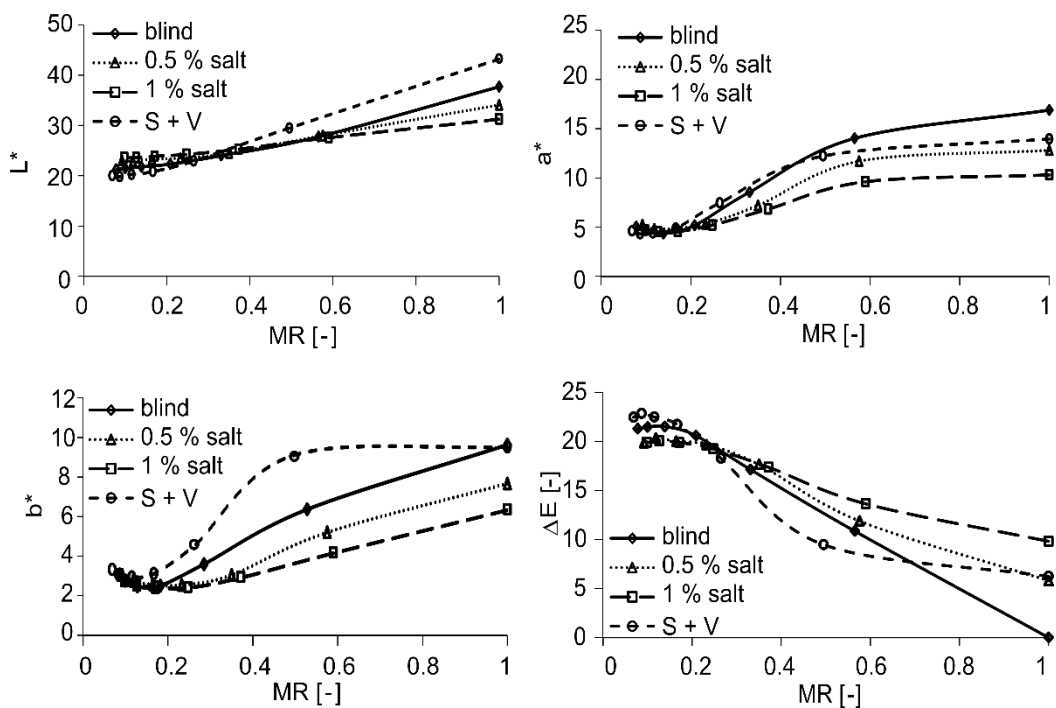 50
40
30
20
10
0
L*
blind
0.5 % salt
1 % salt
S + V
0 0.2 0.4 0.6 0.8 1
MR [-]
25
20
15
10
5
0
a*
blind
0.5 % salt
1 % salt
S + V
0 0.2 0.4 0.6 0.8 1
MR [-]
12
10
8
6
4
2
0
b*
blind
0.5 % salt
1 % salt
S + V
0 0.2 0.4 0.6 0.8 1
MR [-]
25
20
15
10
5
0
ΔE [-]
blind
0.5 % salt
1 % salt
S + V
0 0.2 0.4 0.6 0.8 1
MR [-]